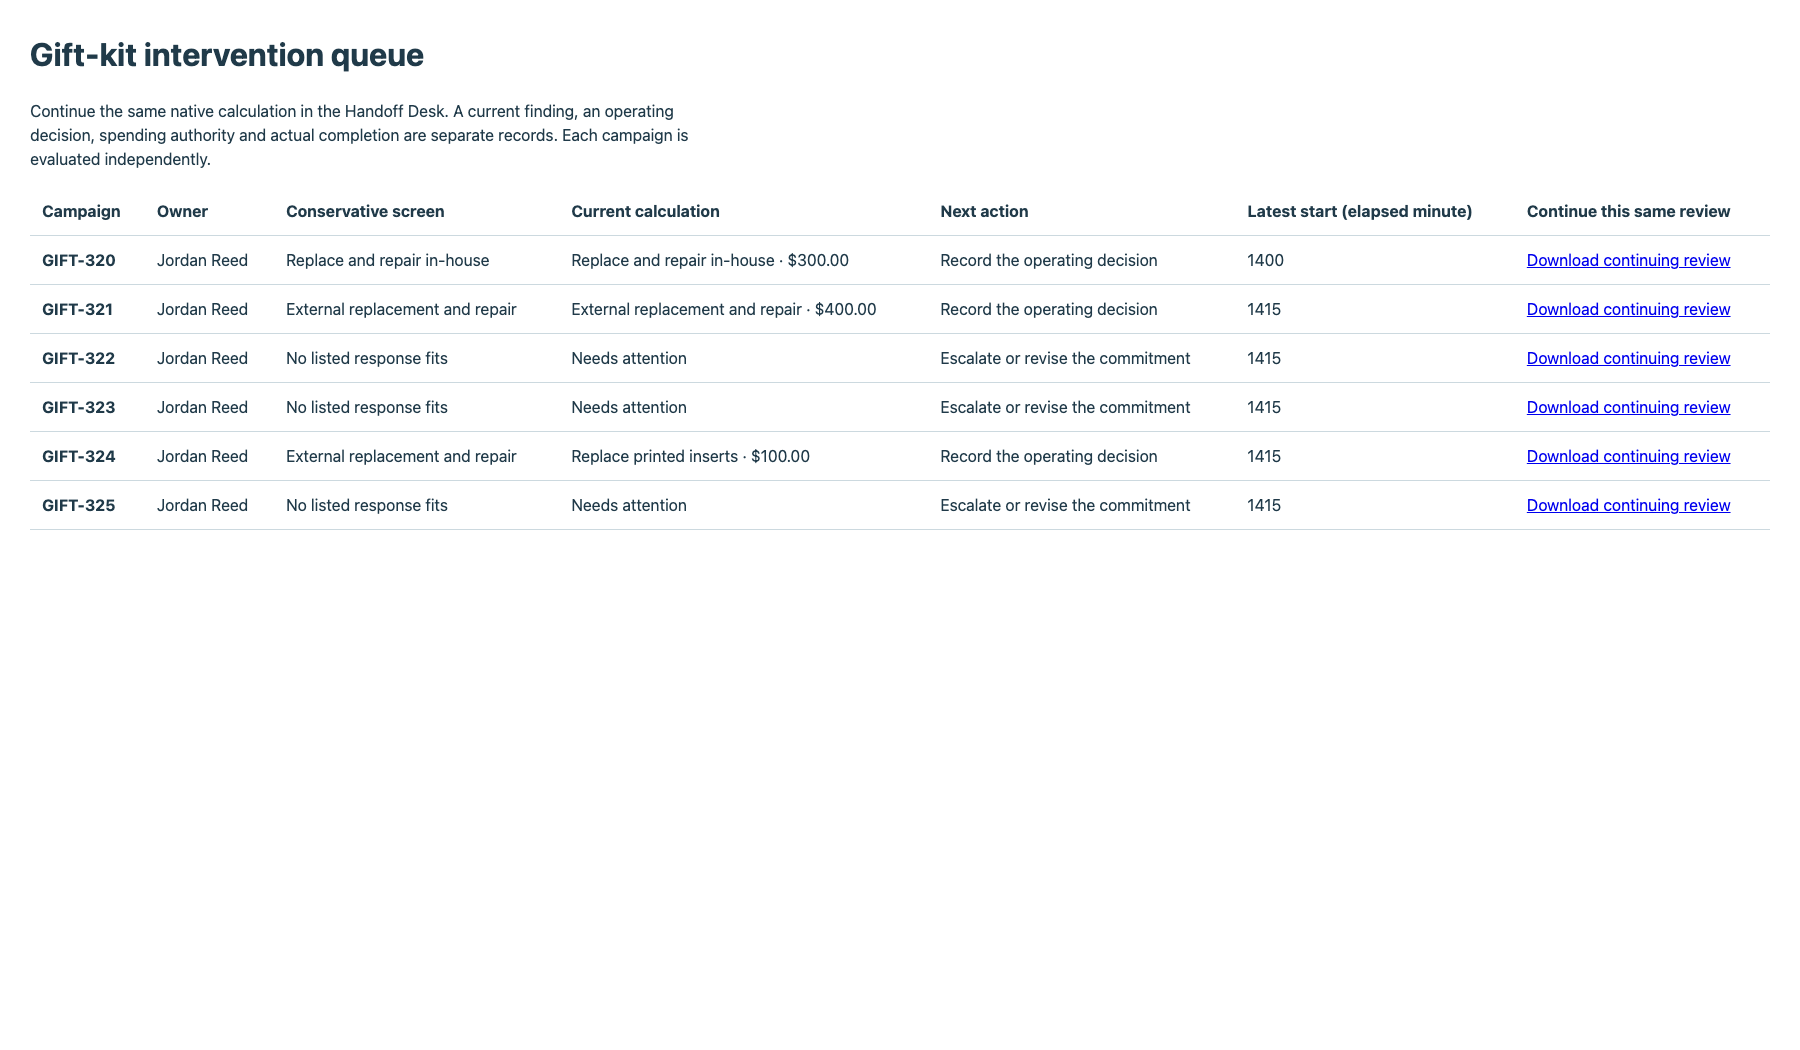 Gift-kit intervention queue
Continue the same native calculation in the Handoff Desk. A current finding, an operating
decision, spending authority and actual completion are separate records. Each campaign is
evaluated independently.
Campaign Owner Conservative screen Current calculation Next action Latest start (elapsed minute) Continue this same review
GIFT-320 Jordan Reed Replace and repair in-house Replace and repair in-house · $300.00 Record the operating decision 1400 Download continuing review
GIFT-321 Jordan Reed External replacement and repair External replacement and repair · $400.00 Record the operating decision 1415 Download continuing review
GIFT-322 Jordan Reed No listed response fits Needs attention Escalate or revise the commitment 1415 Download continuing review
GIFT-323 Jordan Reed No listed response fits Needs attention Escalate or revise the commitment 1415 Download continuing review
GIFT-324 Jordan Reed External replacement and repair Replace printed inserts · $100.00 Record the operating decision 1415 Download continuing review
GIFT-325 Jordan Reed No listed response fits Needs attention Escalate or revise the commitment 1415 Download continuing review